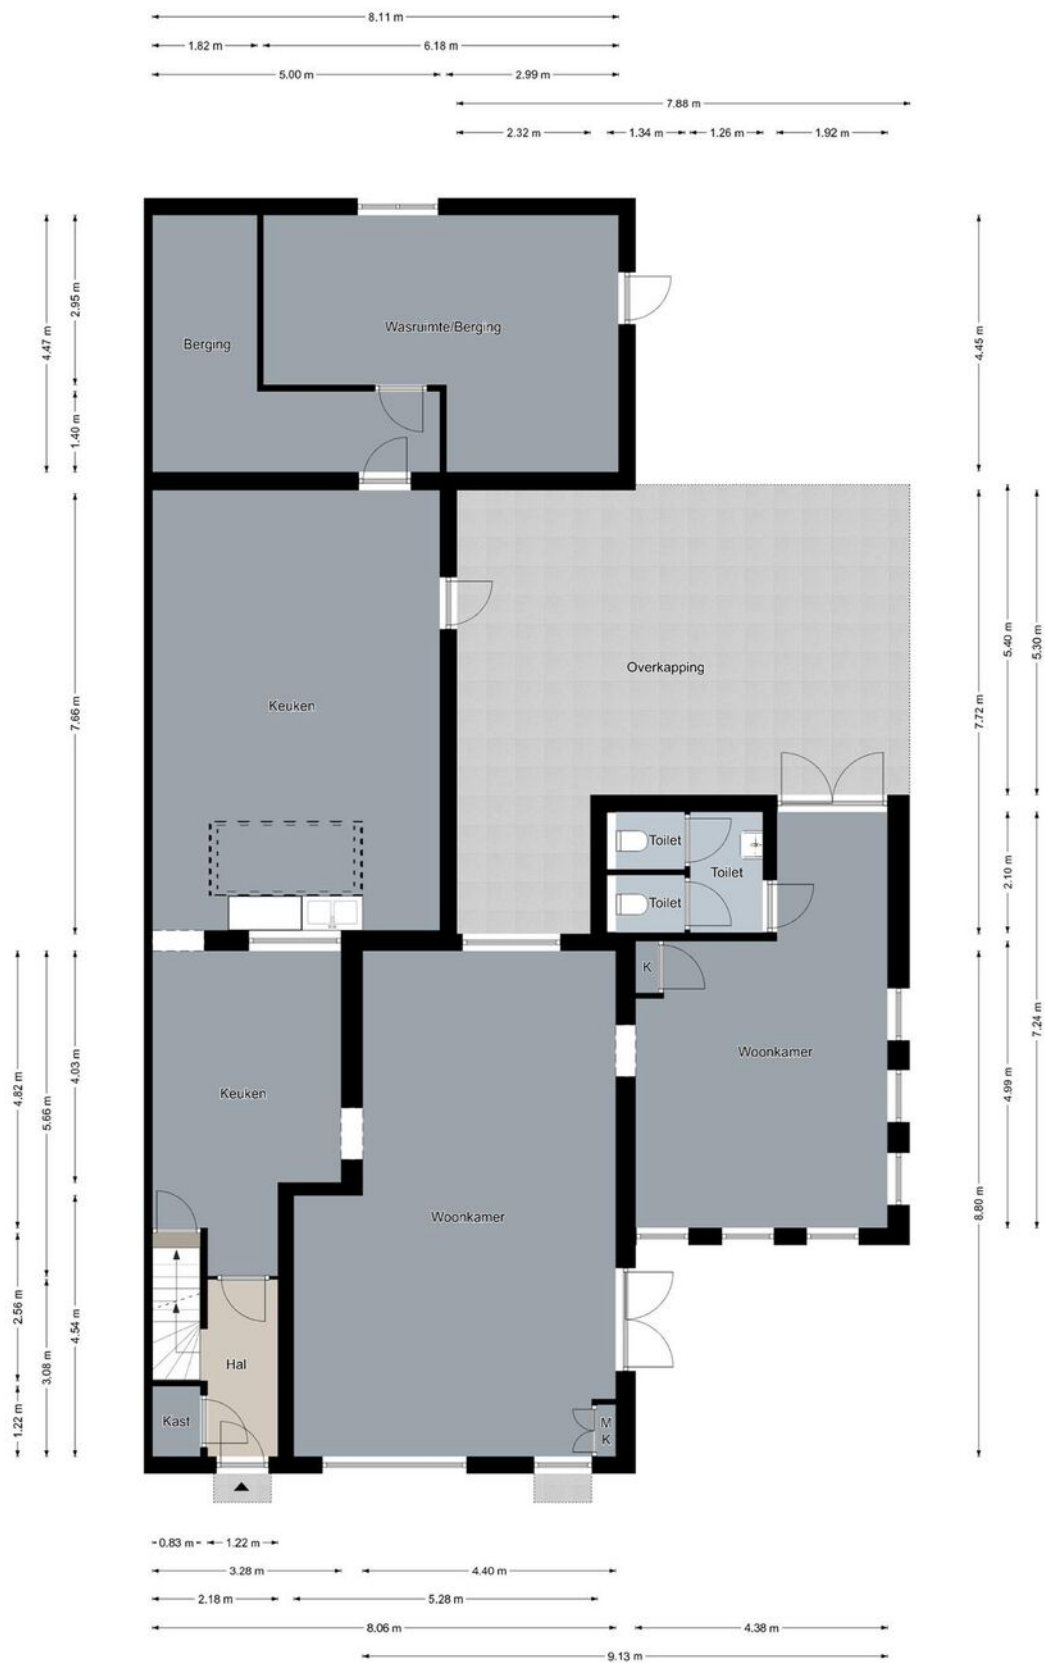 8.11 m
1.82 m
6.18 m
5.00 m
2.99 m
7.88 m
2.32 m
1.34 m
1.26 m
1.92 m
4.47 m
2.95 m
1.40 m
4.45 m
Wasruimte/Berging
Berging
7.66 m
Keuken
Overkapping
7.72 m
5.40 m
5.30 m
Toilet
Toilet
Toilet
2.10 m
K
Woonkamer
4.99 m
7.24 m
4.82 m
5.66 m
4.03 m
Keuken
Woonkamer
8.80 m
2.56 m
3.08 m
4.54 m
Hal
1.22 m
Kast
M
K
0.83 m
1.22 m
3.28 m
4.40 m
2.18 m
5.28 m
8.06 m
4.38 m
9.13 m